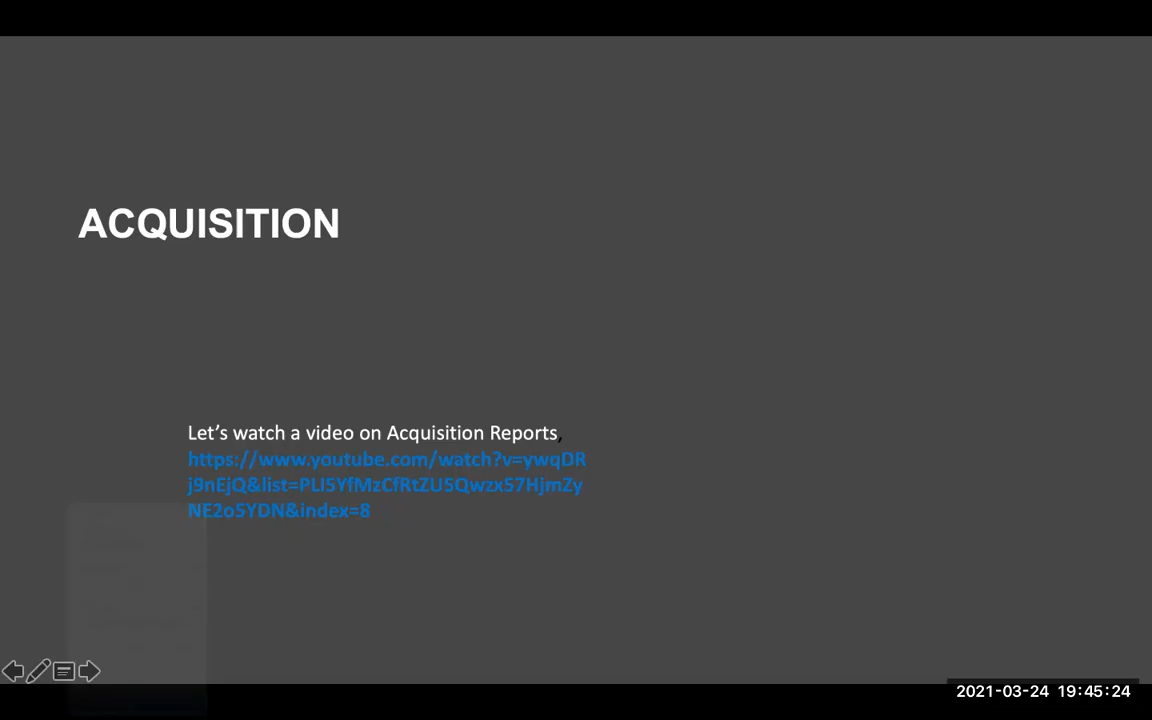 ACQUISITION
Let's watch a video on Acquisition Reports,
https://www.youtube.com/watch?v=ywqDR
j9nEjQ&list=PLI5YfMzCfRtZU5Qwzx57HjmZy
NE2o5YDN&index=8
2021-03-24 19:45:24